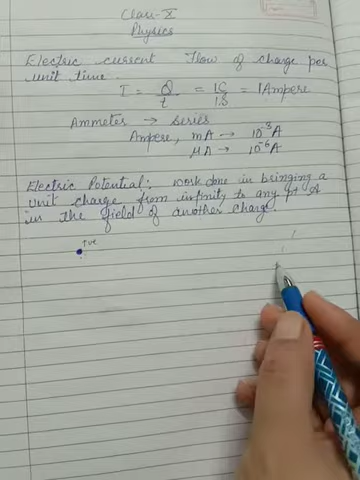 Class-X
Physics
Electric current Flow of charge per
unit time.
I = Q/t = 1C/1S = 1 Ampere
Ammeter → series
Ampere, mA → 10⁻³A
μA → 10⁻⁶A
Electric Potential: work done in bringing a
unit charge from infinity to any pt A
in the field of another charge.
+ve